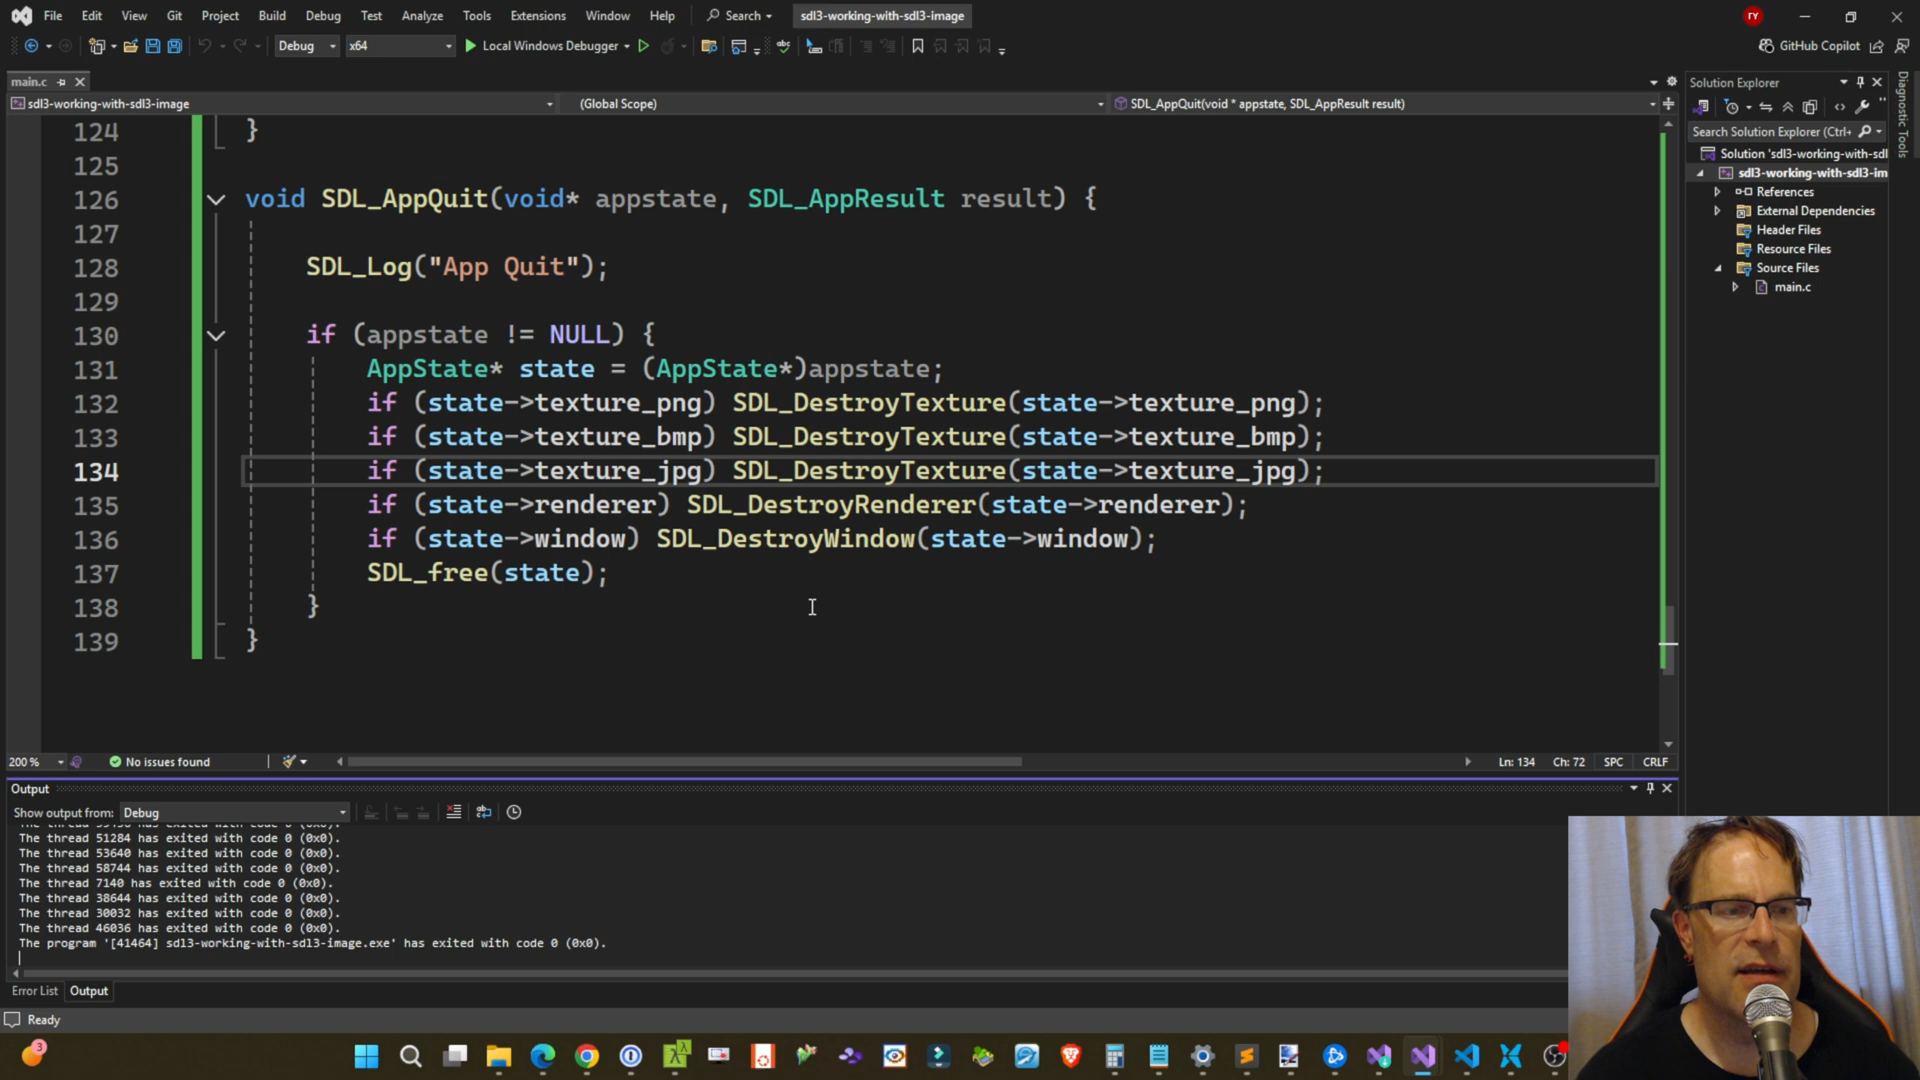 File Edit View Git Project Build Debug Test Analyze Tools Extensions Window Help Search sdl3-working-with-sdl3-image RY
Debug x64 Local Windows Debugger GitHub Copilot
main.c
Solution Explorer
sdl3-working-with-sdl3-image (Global Scope) SDL_AppQuit(void * appstate, SDL_AppResult result)
Search Solution Explorer (Ctrl+
Solution 'sdl3-working-with-sdl
sdl3-working-with-sdl3-im
References
External Dependencies
Header Files
Resource Files
Source Files
main.c
Diagnostic Tools
124 }
125
126 void SDL_AppQuit(void* appstate, SDL_AppResult result) {
127
128 SDL_Log("App Quit");
129
130 if (appstate != NULL) {
131 AppState* state = (AppState*)appstate;
132 if (state->texture_png) SDL_DestroyTexture(state->texture_png);
133 if (state->texture_bmp) SDL_DestroyTexture(state->texture_bmp);
134 if (state->texture_jpg) SDL_DestroyTexture(state->texture_jpg);
135 if (state->renderer) SDL_DestroyRenderer(state->renderer);
136 if (state->window) SDL_DestroyWindow(state->window);
137 SDL_free(state);
138 }
139 }
200 % No issues found Ln: 134 Ch: 72 SPC CRLF
Output
Show output from: Debug
The thread 51284 has exited with code 0 (0x0).
The thread 53640 has exited with code 0 (0x0).
The thread 58744 has exited with code 0 (0x0).
The thread 7140 has exited with code 0 (0x0).
The thread 38644 has exited with code 0 (0x0).
The thread 30032 has exited with code 0 (0x0).
The thread 46036 has exited with code 0 (0x0).
The program '[41464] sdl3-working-with-sdl3-image.exe' has exited with code 0 (0x0).
Error List Output
Ready
3